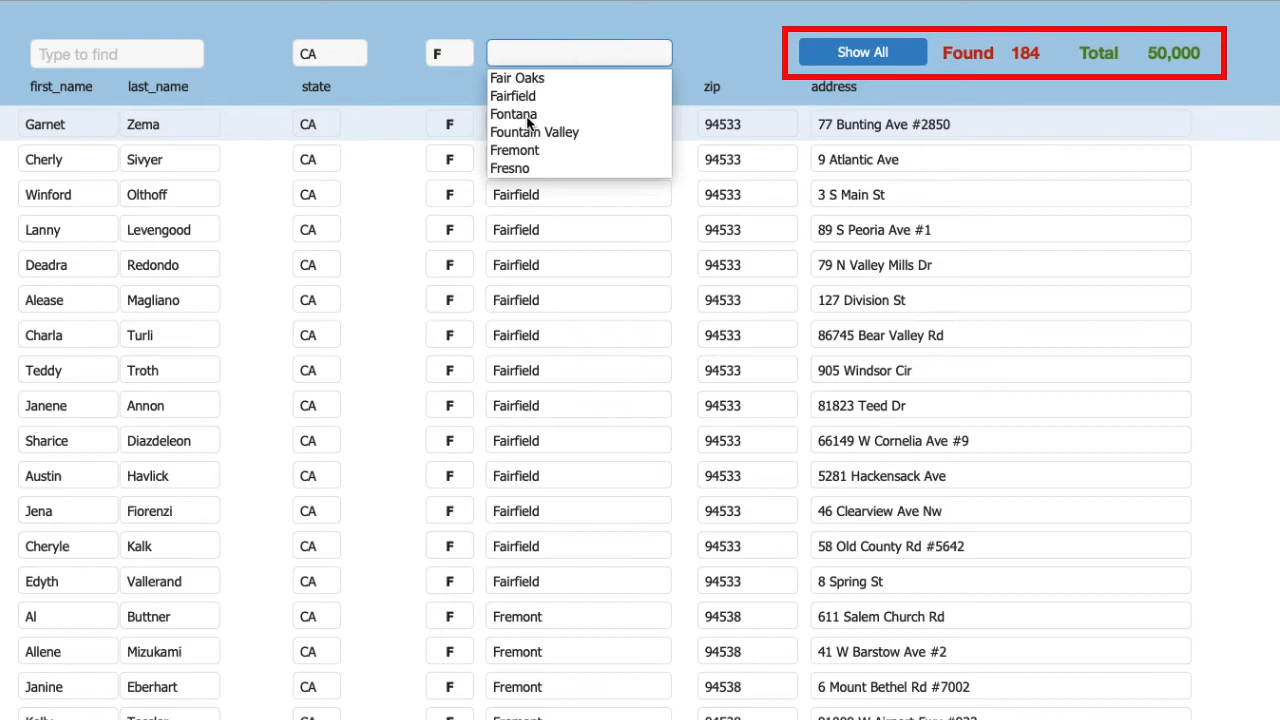 Type to find CA F Show All Found 184 Total 50,000
first_name last_name state zip address
Fair Oaks
Fairfield
Fontana
Fountain Valley
Fremont
Fresno
Garnet Zema CA F 94533 77 Bunting Ave #2850
Cherly Sivyer CA F 94533 9 Atlantic Ave
Winford Olthoff CA F Fairfield 94533 3 S Main St
Lanny Levengood CA F Fairfield 94533 89 S Peoria Ave #1
Deadra Redondo CA F Fairfield 94533 79 N Valley Mills Dr
Alease Magliano CA F Fairfield 94533 127 Division St
Charla Turli CA F Fairfield 94533 86745 Bear Valley Rd
Teddy Troth CA F Fairfield 94533 905 Windsor Cir
Janene Annon CA F Fairfield 94533 81823 Teed Dr
Sharice Diazdeleon CA F Fairfield 94533 66149 W Cornelia Ave #9
Austin Havlick CA F Fairfield 94533 5281 Hackensack Ave
Jena Fiorenzi CA F Fairfield 94533 46 Clearview Ave Nw
Cheryle Kalk CA F Fairfield 94533 58 Old County Rd #5642
Edyth Vallerand CA F Fairfield 94533 8 Spring St
Al Buttner CA F Fremont 94538 611 Salem Church Rd
Allene Mizukami CA F Fremont 94538 41 W Barstow Ave #2
Janine Eberhart CA F Fremont 94538 6 Mount Bethel Rd #7002